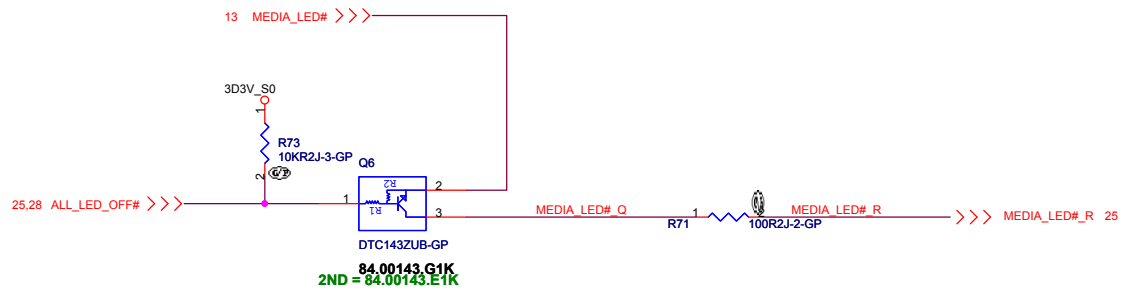 13 MEDIA_LED#
3D3V_S0
1
R73
10KR2J-3-GP
2
Q6
25,28 ALL_LED_OFF#
1
R1
R2
2
3
DTC143ZUB-GP
84.00143.G1K
2ND = 84.00143.E1K
MEDIA_LED#_Q
1
R71
100R2J-2-GP
MEDIA_LED#_R
MEDIA_LED#_R 25